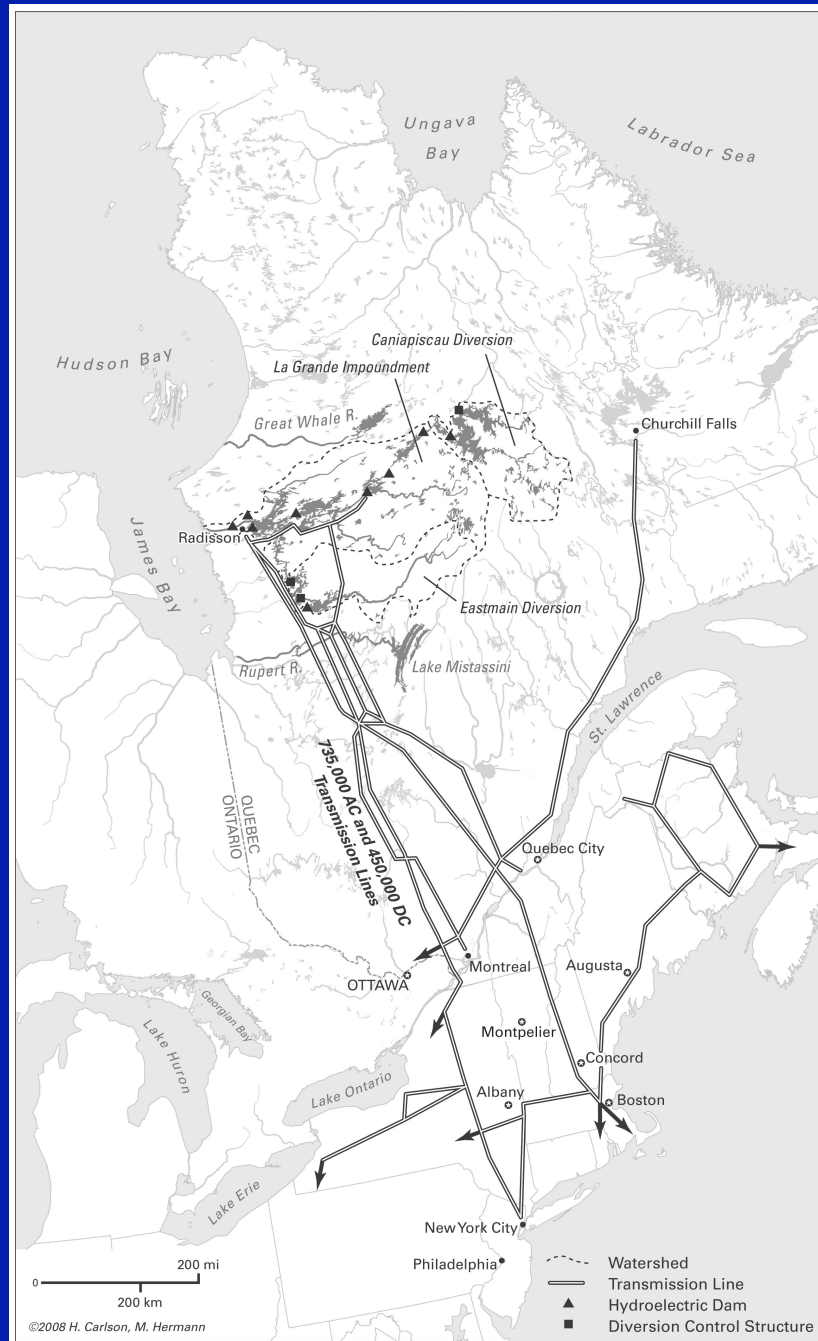 Ungava
Bay
Labrador Sea
Caniapiscau Diversion
La Grande Impoundment
Hudson Bay
Great Whale R.
Churchill Falls
James Bay
Radisson
Eastmain Diversion
Rupert R.
Lake Mistassini
St. Lawrence
735,000 AC and 450,000 DC
Transmission Lines
QUEBEC
ONTARIO
Quebec City
Montreal
OTTAWA
Augusta
Georgian Bay
Lake Huron
Montpelier
Concord
Lake Ontario
Albany
Boston
Lake Erie
New York City
Philadelphia
Watershed
Transmission Line
Hydroelectric Dam
Diversion Control Structure
200 mi
0
200 km
©2008 H. Carlson, M. Hermann